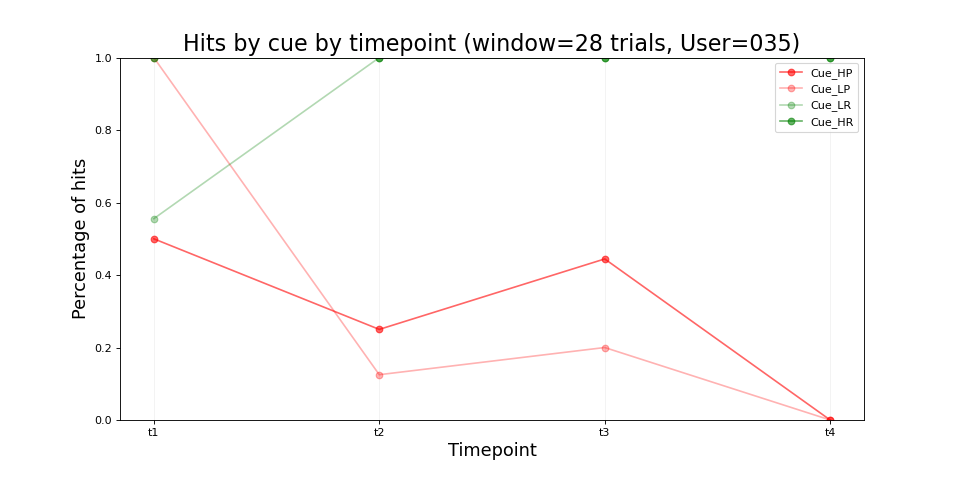 Hits by cue by timepoint (window=28 trials, User=035)
Percentage of hits
1.0
0.8
0.6
0.4
0.2
0.0
Cue_HP
Cue_LP
Cue_LR
Cue_HR
t1
t2
t3
t4
Timepoint